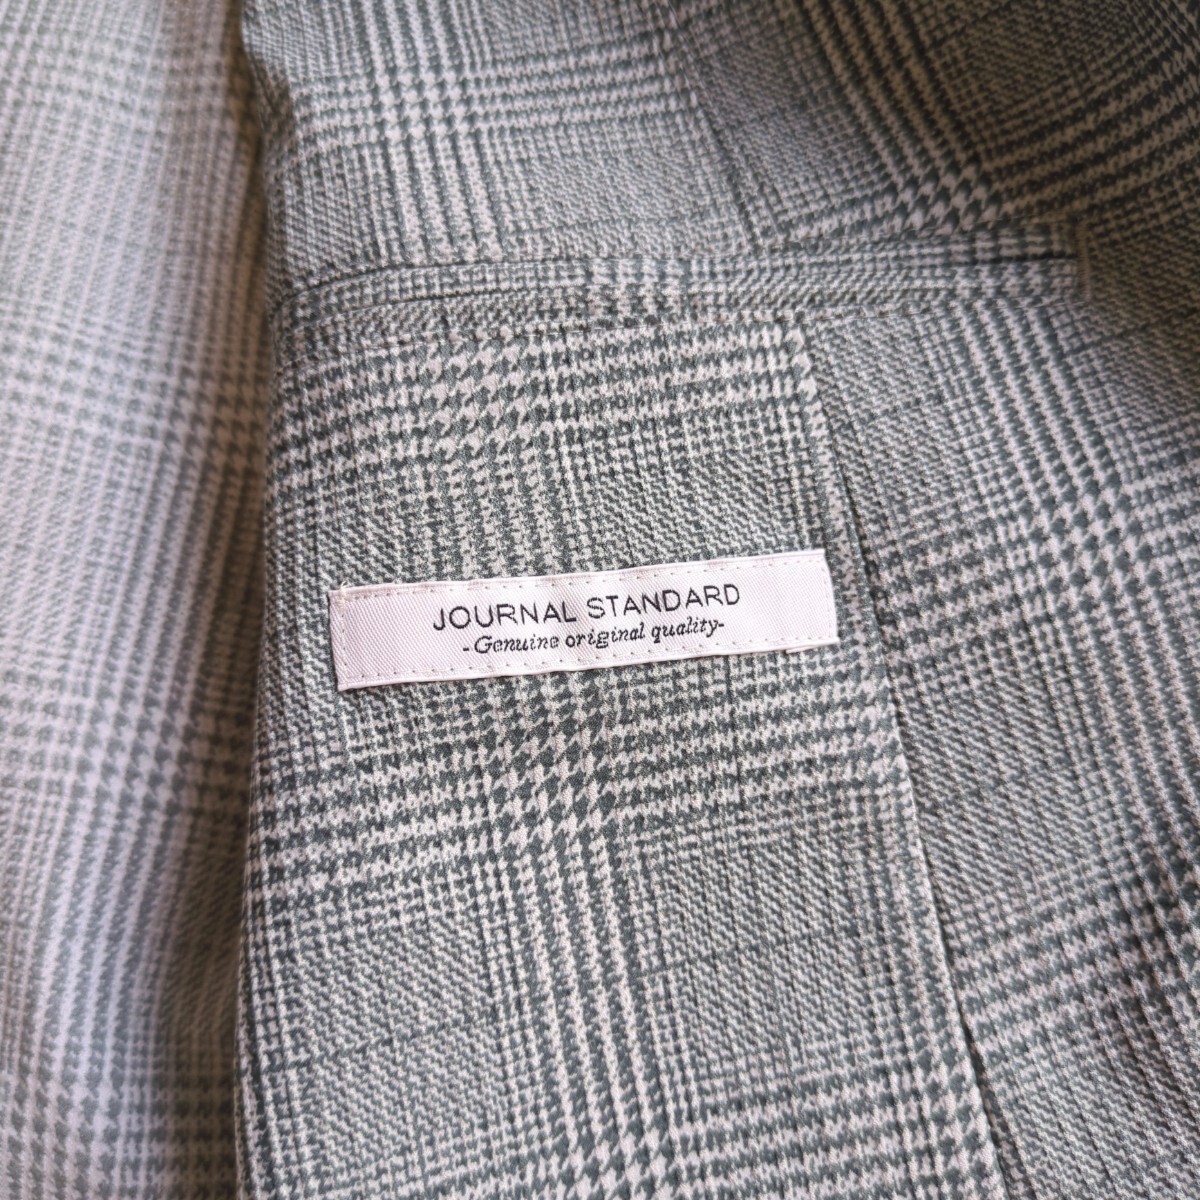 JOURNAL STANDARD
-Genuine original quality-